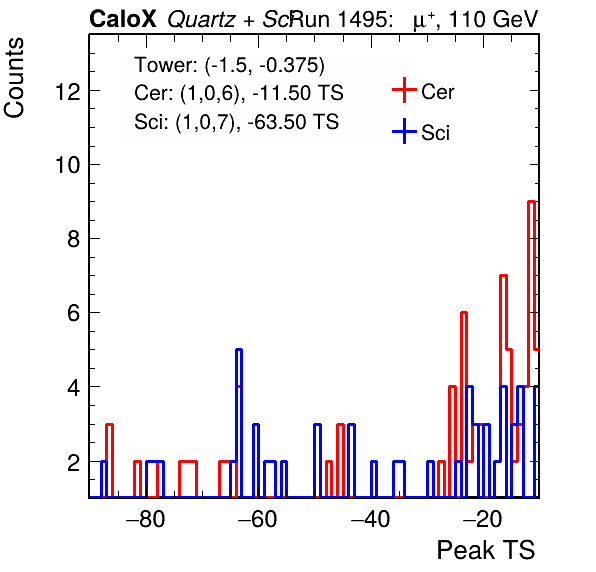 CaloX Quartz + Sci Run 1495: μ+, 110 GeV
Counts
Tower: (-1.5, -0.375)
Cer: (1,0,6), -11.50 TS
Sci: (1,0,7), -63.50 TS
Cer
Sci
12
10
8
6
4
2
−80 −60 −40 −20
Peak TS